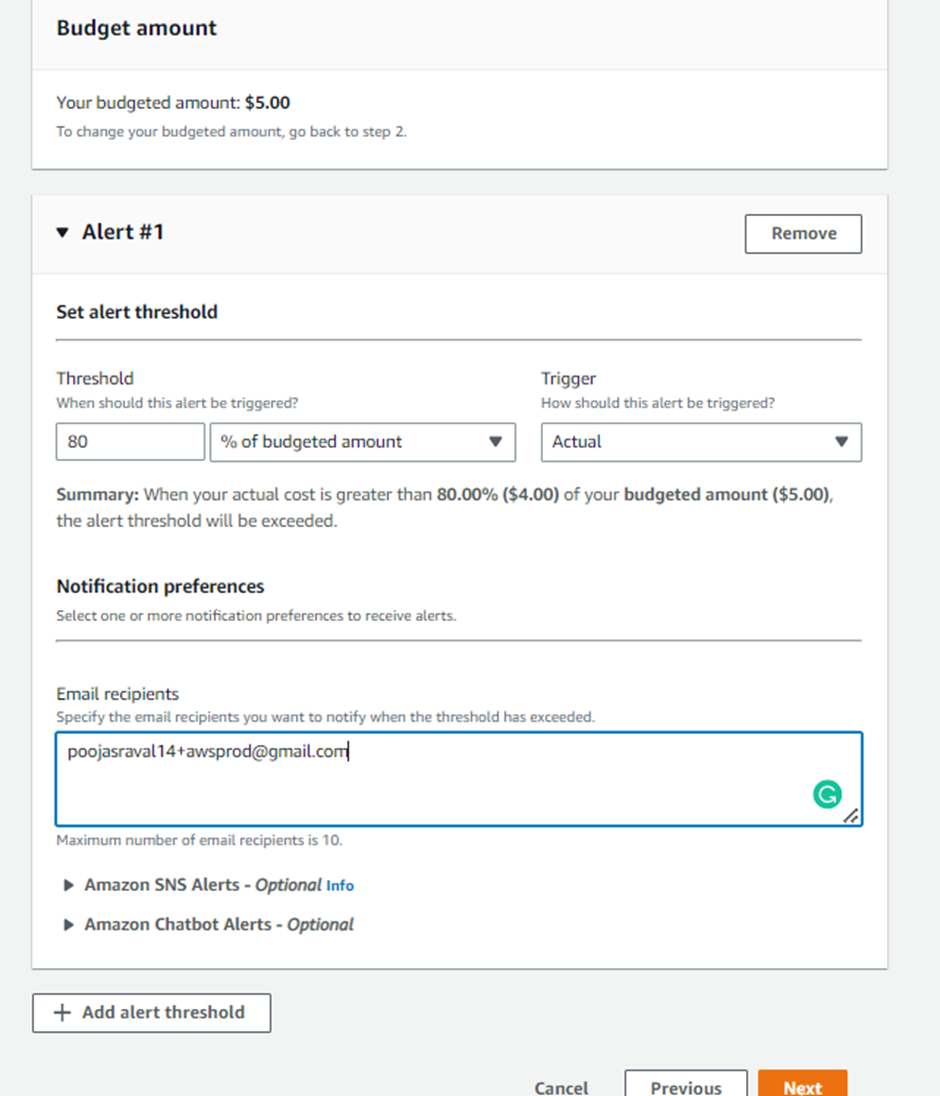 Budget amount
Your budgeted amount: $5.00
To change your budgeted amount, go back to step 2.
Alert #1
Remove
Set alert threshold
Threshold
Trigger
When should this alert be triggered?
How should this alert be triggered?
80
% of budgeted amount
Actual
Summary: When your actual cost is greater than 80.00% ($4.00) of your budgeted amount ($5.00),
the alert threshold will be exceeded.
Notification preferences
Select one or more notification preferences to receive alerts.
Email recipients
Specify the email recipients you want to notify when the threshold has exceeded.
poojasraval14+awsprod@gmail.com
G
Maximum number of email recipients is 10.
Amazon SNS Alerts - Optional Info
Amazon Chatbot Alerts - Optional
+ Add alert threshold
Cancel
Previous
Next